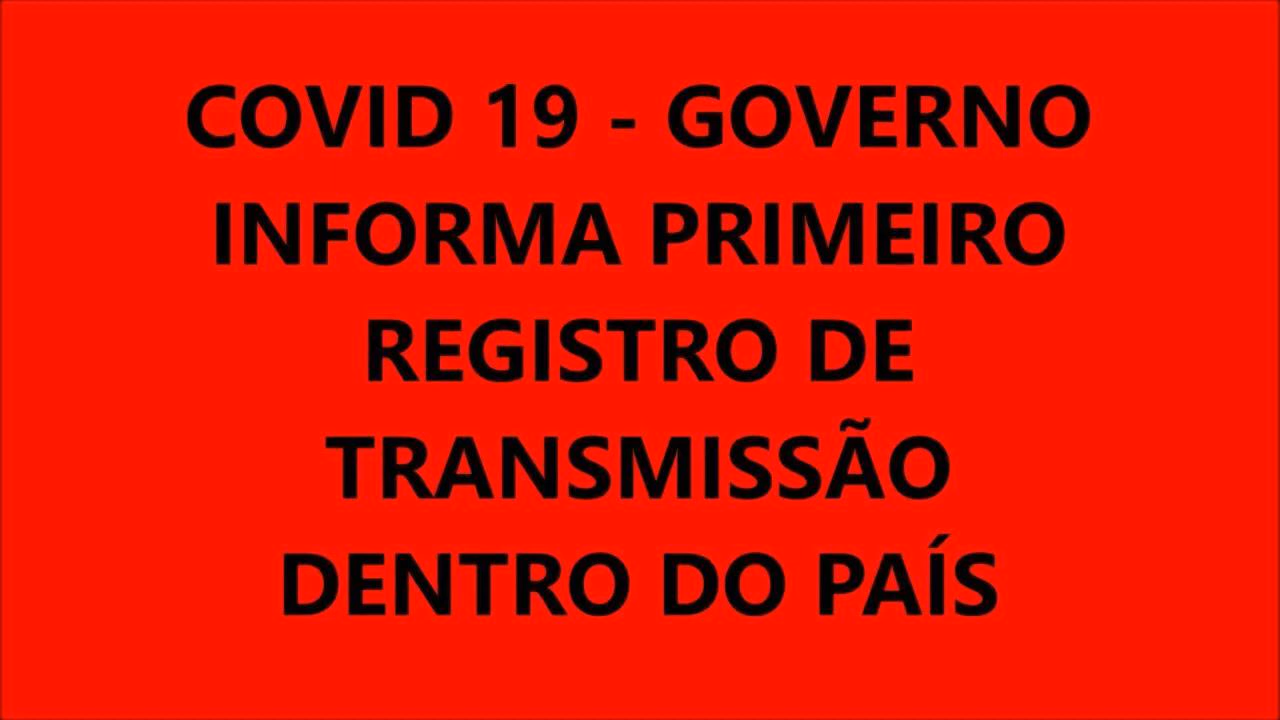 COVID 19 - GOVERNO
INFORMA PRIMEIRO
REGISTRO DE
TRANSMISSÃO
DENTRO DO PAÍS